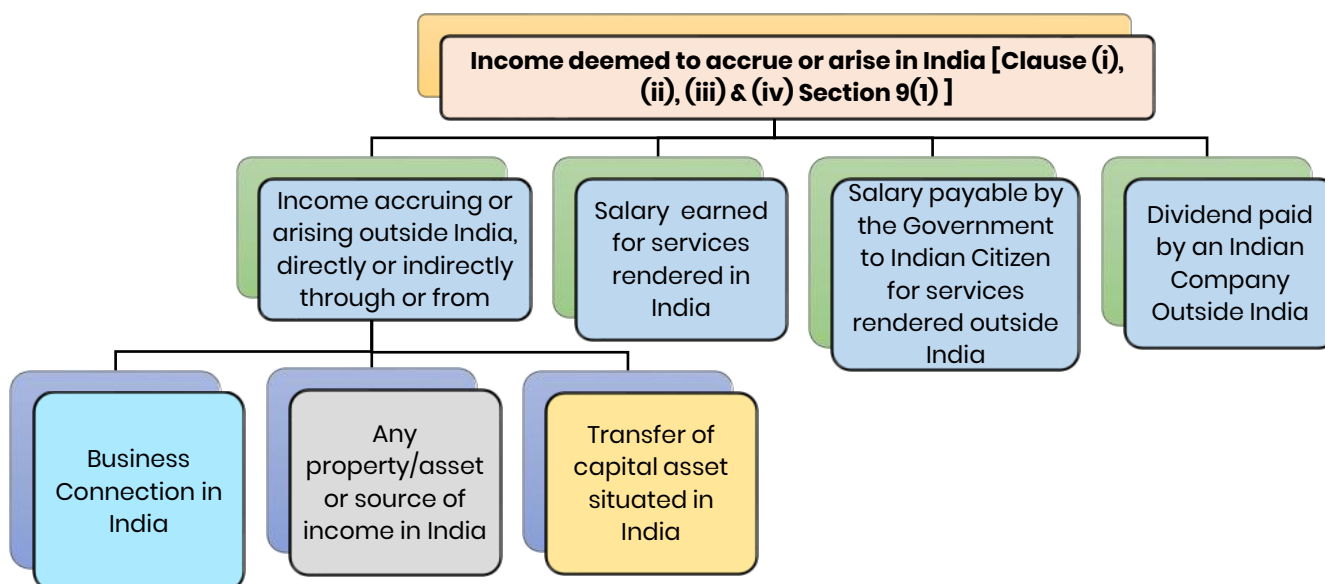 Income deemed to accrue or arise in India [Clause (i),
(ii), (iii) & (iv) Section 9(1) ]
Income accruing or
arising outside India,
directly or indirectly
through or from
Salary earned
for services
rendered in
India
Salary payable by
the Government
to Indian Citizen
for services
rendered outside
India
Dividend paid
by an Indian
Company
Outside India
Business
Connection in
India
Any
property/asset
or source of
income in India
Transfer of
capital asset
situated in
India